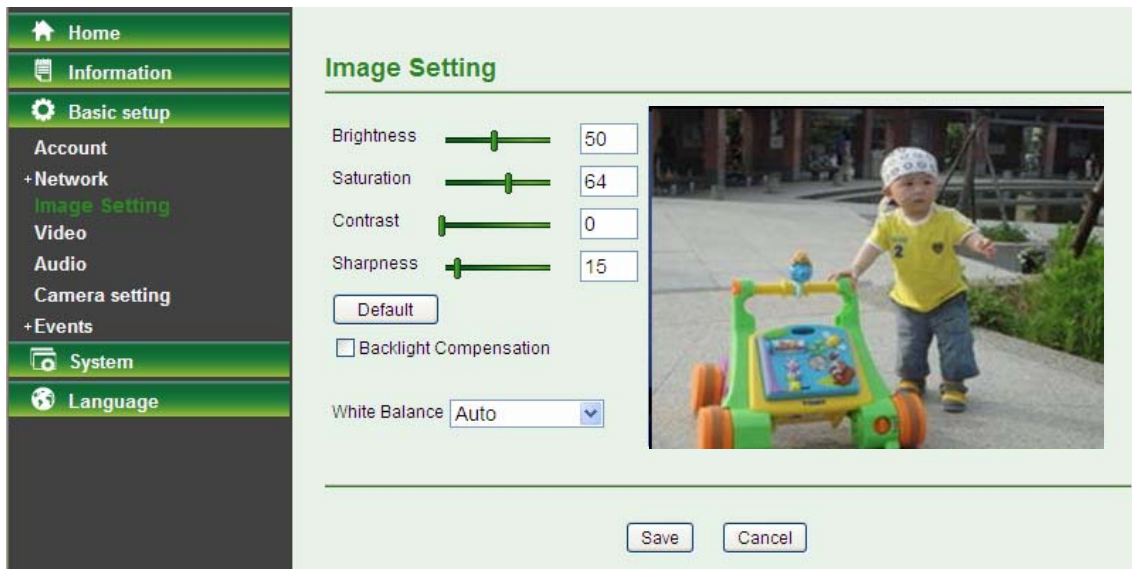 Home
Information
Basic setup
Account
+Network
Image Setting
Video
Audio
Camera setting
+Events
System
Language
Image Setting
Brightness 50
Saturation 64
Contrast 0
Sharpness 15
Default
Backlight Compensation
White Balance Auto
2
Save Cancel